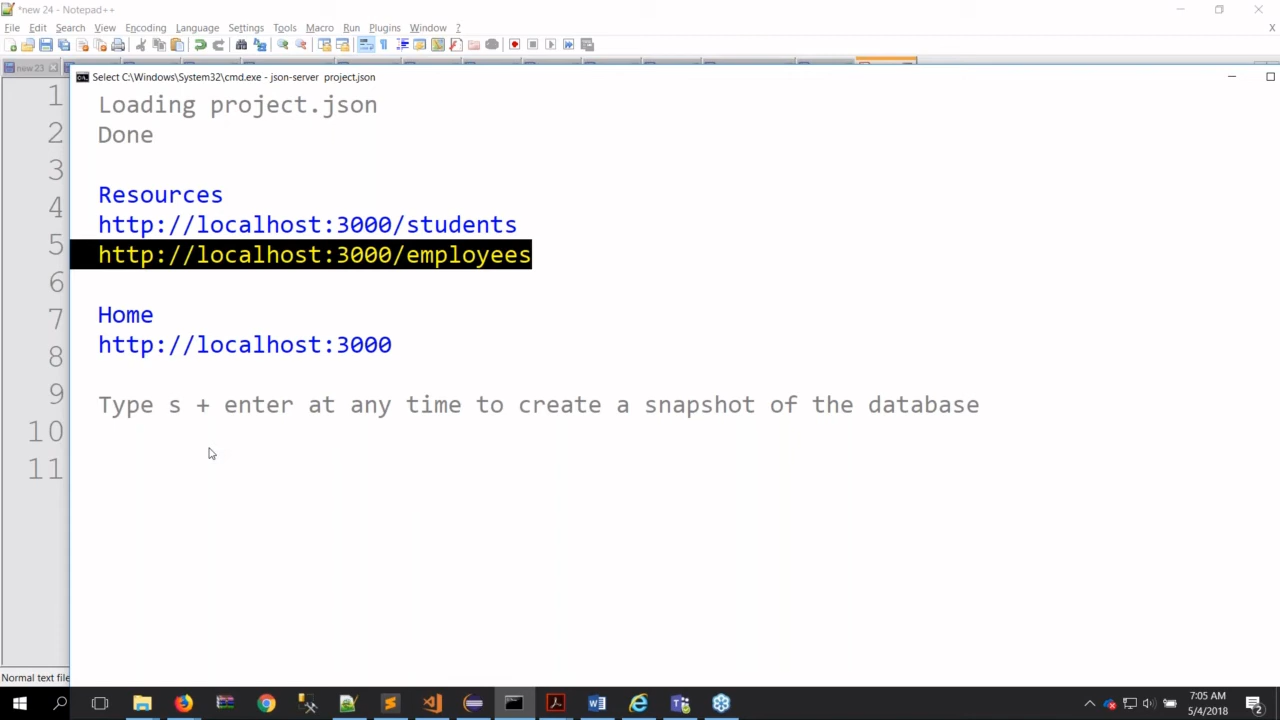 *new 24 - Notepad++
File Edit Search View Encoding Language Settings Tools Macro Run Plugins Window ? X
new 23
Select C:\Windows\System32\cmd.exe - json-server project.json
1
2
3
4
5
6
7
8
9
10
11
Loading project.json
Done
Resources
http://localhost:3000/students
http://localhost:3000/employees
Home
http://localhost:3000
Type s + enter at any time to create a snapshot of the database
Normal text file
7:05 AM
5/4/2018
2